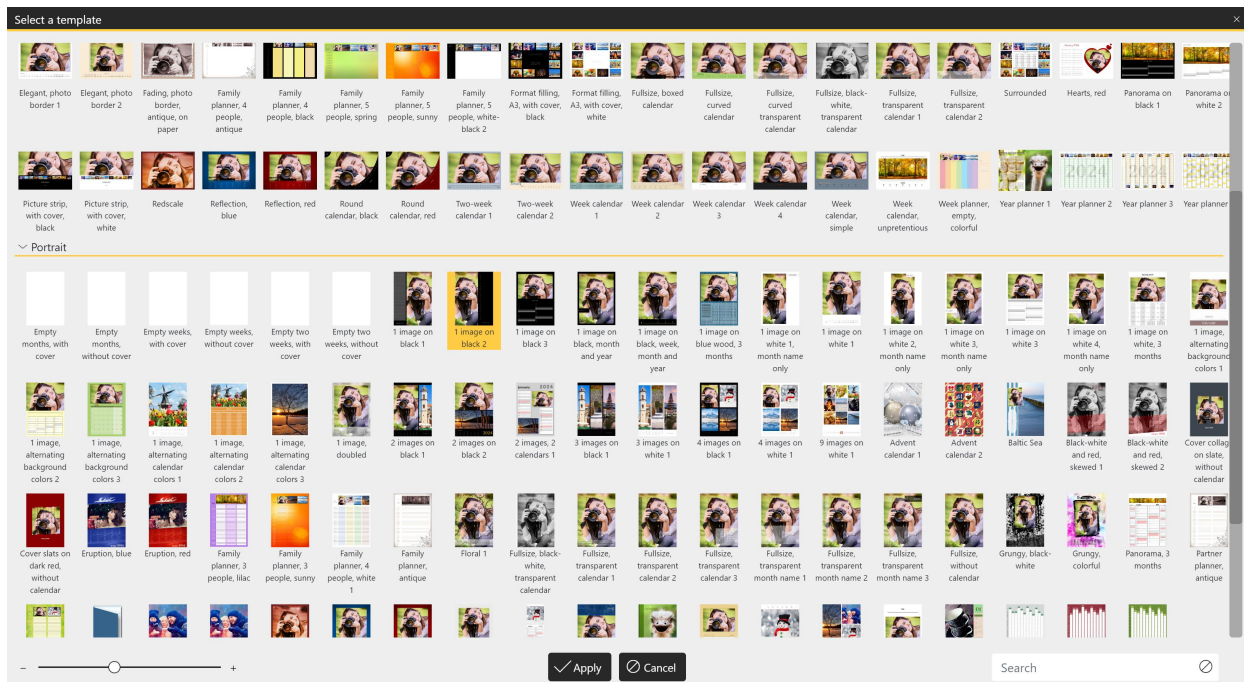 Select a template
Elegant, photo border 1
Elegant, photo border 2
Fading, photo border, antique, on paper
Family planner, 4 people, antique
Family planner, 4 people, black
Family planner, 5 people, spring
Family planner, 5 people, sunny
Family planner, 5 people, white-black 2
Format filling, A3, with cover, black
Format filling, A3, with cover, white
Fullsize, boxed calendar
Fullsize, curved calendar
Fullsize, curved transparent calendar
Fullsize, black-white, transparent calendar
Fullsize, transparent calendar 1
Fullsize, transparent calendar 2
Surrounded
Hearts, red
Panorama on black 1
Panorama on white 2
Picture strip, with cover, black
Picture strip, with cover, white
Redscale
Reflection, blue
Reflection, red
Round calendar, black
Round calendar, red
Two-week calendar 1
Two-week calendar 2
Week calendar 1
Week calendar 2
Week calendar 3
Week calendar 4
Week calendar, simple
Week calendar, unpretentious
Week planner, empty, colorful
Year planner 1
2024
Year planner 2
2024
Year planner 3
Year planner
Portrait
Empty months, with cover
Empty months, without cover
Empty weeks, with cover
Empty weeks, without cover
Empty two weeks, with cover
Empty two weeks, without cover
1 image on black 1
1 image on black 2
1 image on black 3
1 image on black, month and year
1 image on black, week, month and year
1 image on blue wood, 3 months
1 image on white 1, month name only
1 image on white 1
1 image on white 2, month name only
1 image on white 3, month name only
1 image on white 3
1 image on white 4, month name only
1 image on white, 3 months
1 image, alternating background colors 1
1 image, alternating background colors 2
1 image, alternating background colors 3
1 image, alternating calendar colors 1
1 image, alternating calendar colors 2
1 image, alternating calendar colors 3
1 image, doubled
2 images on black 1
2 images on black 2
2024
2 images, 2 calendars 1
3 images on black 1
3 images on white 1
4 images on black 1
4 images on white 1
9 images on white 1
Advent calendar 1
Advent calendar 2
Baltic Sea
Black-white and red, skewed 1
Black-white and red, skewed 2
Cover collag on slate, without calendar
Cover slats on dark red, without calendar
Eruption, blue
Eruption, red
Family planner, 3 people, lilac
Family planner, 3 people, sunny
Family planner, 4 people, white 1
Family planner, antique
Floral 1
Fullsize, black-white, transparent calendar
Fullsize, transparent calendar 1
Fullsize, transparent calendar 2
Fullsize, transparent calendar 3
Fullsize, transparent month name 1
Fullsize, transparent month name 2
Fullsize, transparent month name 3
Fullsize, without calendar
Grungy, black-white
Grungy, colorful
Panorama, 3 months
Partner planner, antique
Apply
Cancel
Search